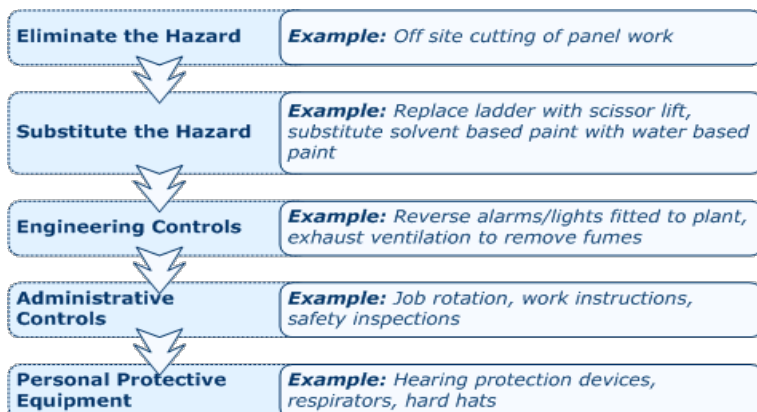 Eliminate the Hazard
Example: Off site cutting of panel work
Substitute the Hazard
Example: Replace ladder with scissor lift,
substitute solvent based paint with water based
paint
Engineering Controls
Example: Reverse alarms/lights fitted to plant,
exhaust ventilation to remove fumes
Administrative
Controls
Example: Job rotation, work instructions,
safety inspections
Personal Protective
Equipment
Example: Hearing protection devices,
respirators, hard hats